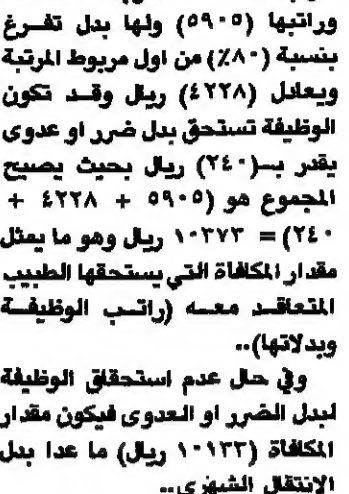 وراتبها (٥٩٠٥) ولها بدل تفرغ
بنسبة (٨٠٪) من اول مربوط المرتبة
ويعادل (٤٢٢٨) ريال وقد تكون
الوظيفة تستحق بدل ضرر او عدوى
يقدر بـ(٢٤٠) ريال بحيث يصبح
المجموع هو (٥٩٠٥ + ٤٢٢٨ +
٢٤٠) = ١٠٣٧٣ ريال وهو ما يمثل
مقدار المكافاة التي يستحقها الطبيب
المتعاقد معه (راتب الوظيفة
وبدلاتها)..
وفي حال عدم استحقاق الوظيفة
لبدل الضرر او العدوى فيكون مقدار
المكافاة (١٠١٣٣ ريال) ما عدا بدل
الانتقال الشهري..